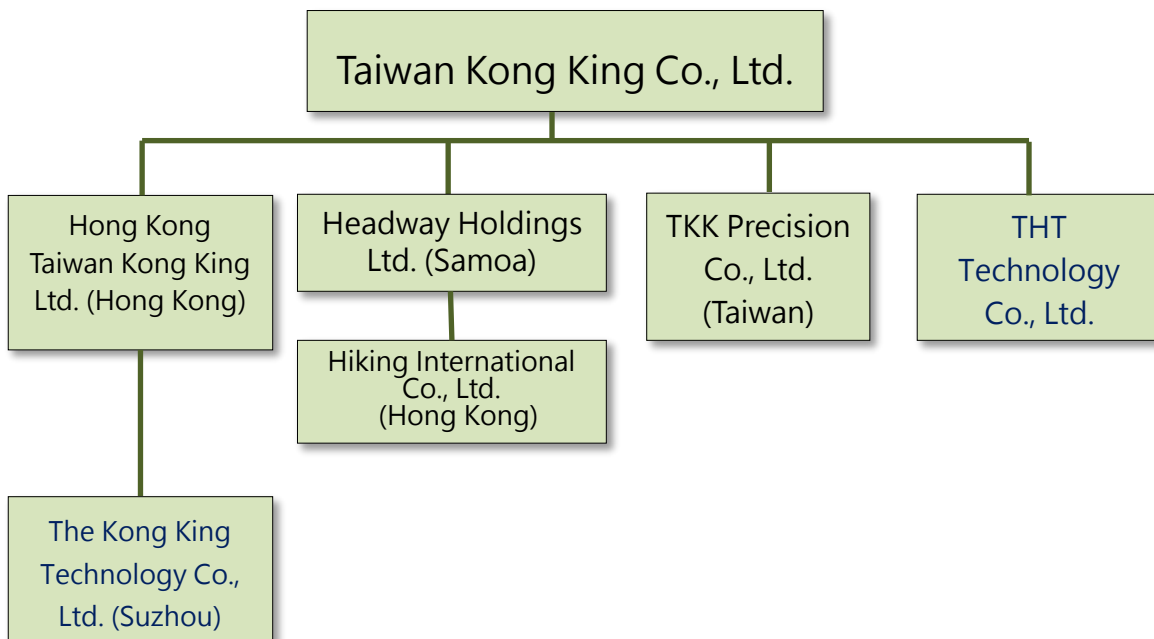 Taiwan Kong King Co., Ltd.
Hong Kong
Taiwan Kong King
Ltd. (Hong Kong)
Headway Holdings
Ltd. (Samoa)
TKK Precision
Co., Ltd.
(Taiwan)
THT
Technology
Co., Ltd.
Hiking International
Co., Ltd.
(Hong Kong)
The Kong King
Technology Co.,
Ltd. (Suzhou)